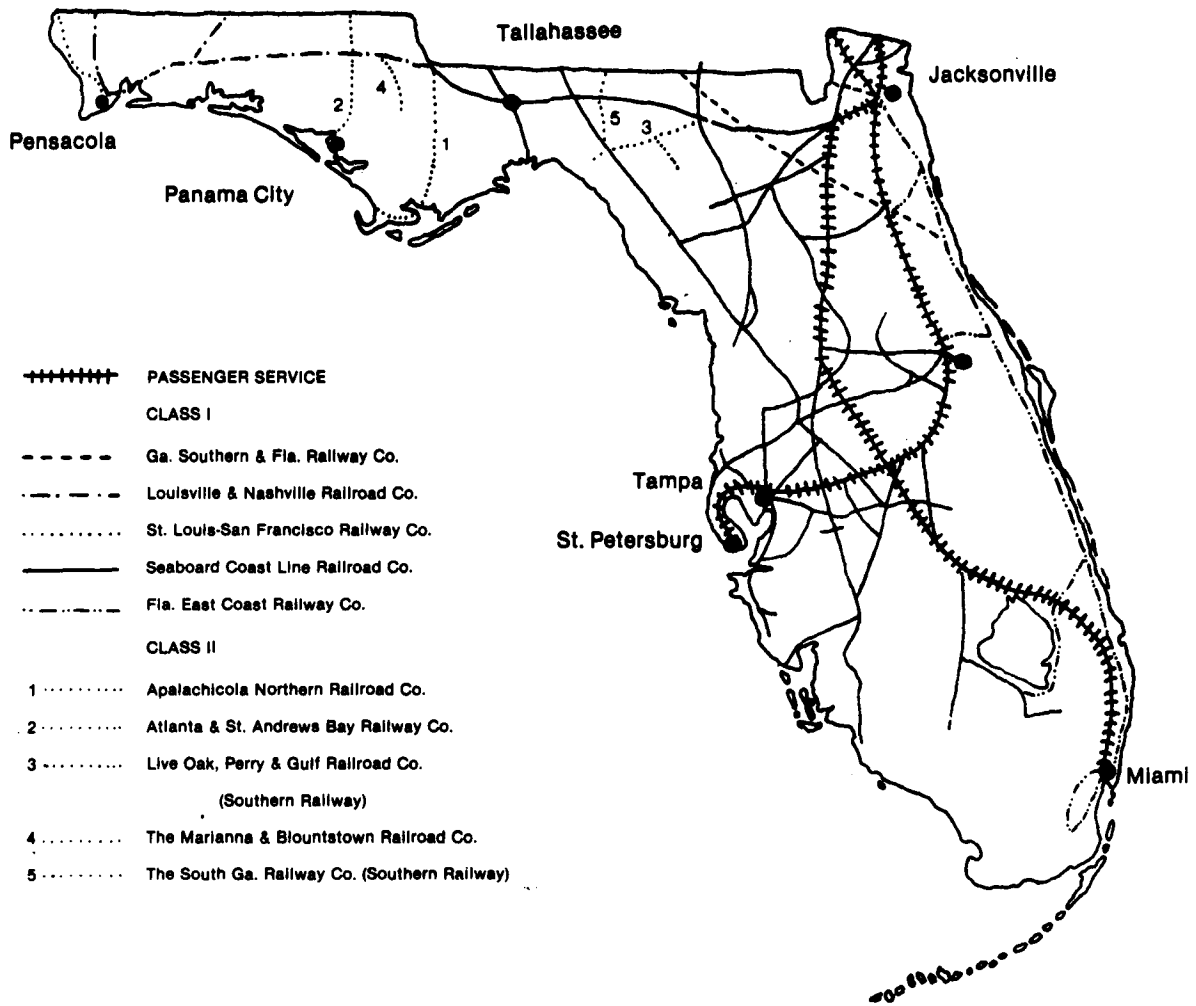 Tallahassee
Jacksonville
Pensacola
Panama City
2
4
1
5
3
PASSENGER SERVICE
CLASS I
Ga. Southern & Fla. Railway Co.
Louisville & Nashville Railroad Co.
St. Louis-San Francisco Railway Co.
Seaboard Coast Line Railroad Co.
Fla. East Coast Railway Co.
CLASS II
1 Apalachicola Northern Railroad Co.
2 Atlanta & St. Andrews Bay Railway Co.
3 Live Oak, Perry & Gulf Railroad Co.
(Southern Railway)
4 The Marianna & Blountstown Railroad Co.
5 The South Ga. Railway Co. (Southern Railway)
Tampa
St. Petersburg
Miami